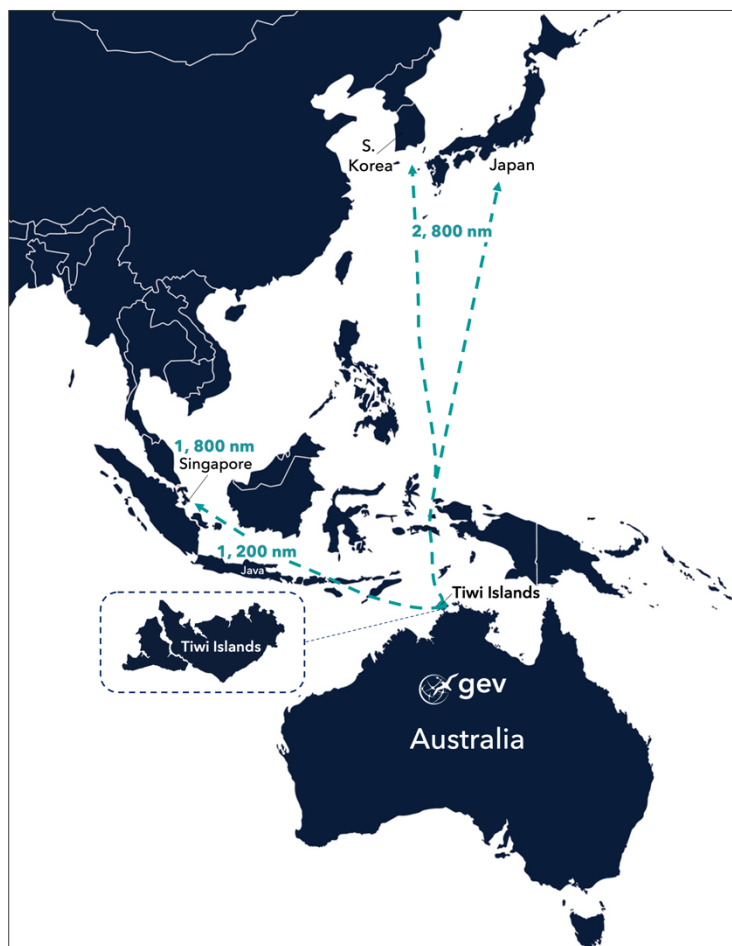 S.
Korea
Japan
2, 800 nm
1, 800 nm
Singapore
1, 200 nm
Java
Tiwi Islands
Tiwi Islands
gev
Australia